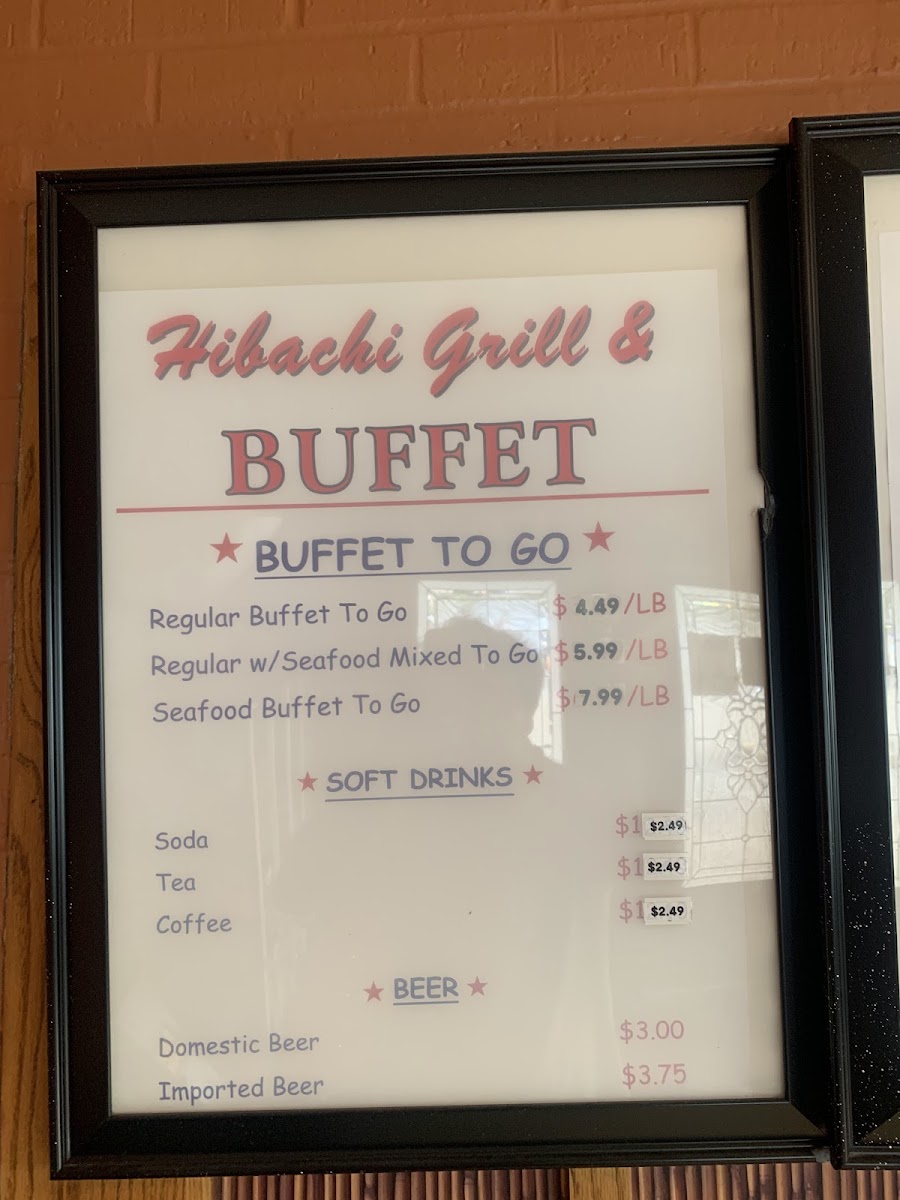 Hibachi Grill &
BUFFET
★ BUFFET TO GO ★
Regular Buffet To Go $ 4.49/LB
Regular w/Seafood Mixed To Go $5.99/LB
Seafood Buffet To Go $ 7.99/LB
★ SOFT DRINKS ★
Soda $1 $2.49
Tea $1 $2.49
Coffee $1 $2.49
★ BEER ★
Domestic Beer $3.00
Imported Beer $3.75